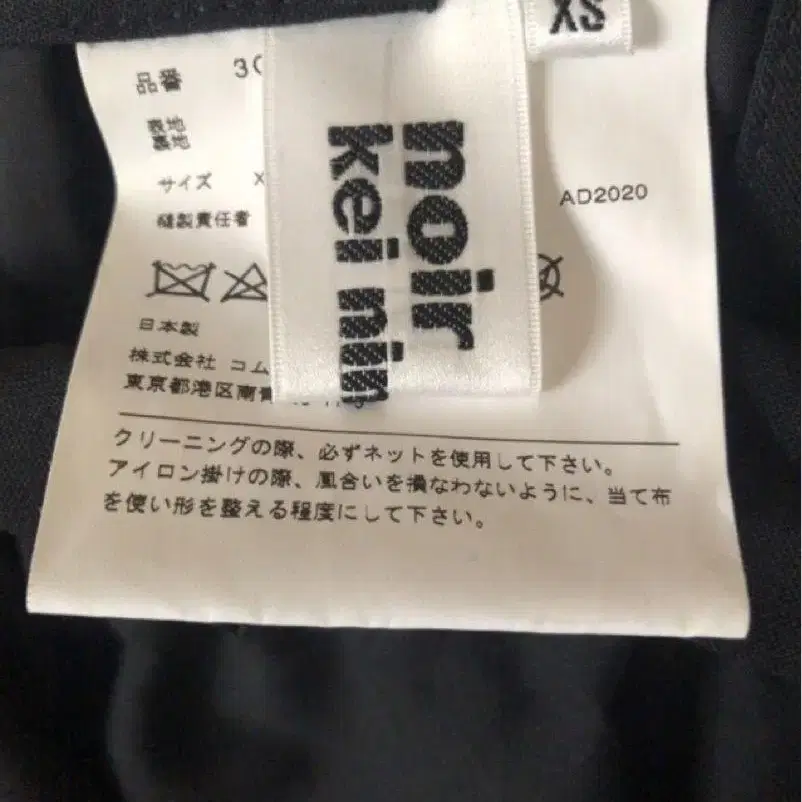 XS
品番 30
表地
裏地
サイズ X
縫製責任者
AD2020
noir
kei nin
日本製
株式会社 コム
東京都港区南青
クリーニングの際、必ずネットを使用して下さい。
アイロン掛けの際、風合いを損なわないように、当て布
を使い形を整える程度にして下さい。